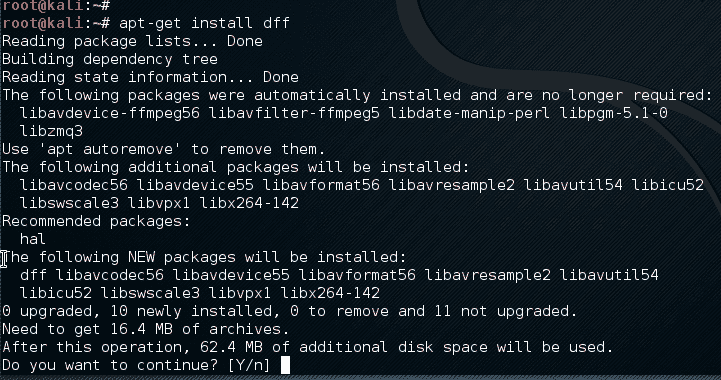 root@kali:~#
root@kali:~# apt-get install dff
Reading package lists... Done
Building dependency tree
Reading state information... Done
The following packages were automatically installed and are no longer required:
  libavdevice-ffmpeg56 libavfilter-ffmpeg5 libdate-manip-perl libpgm-5.1-0
  libzmq3
Use 'apt autoremove' to remove them.
The following additional packages will be installed:
  libavcodec56 libavdevice55 libavformat56 libavresample2 libavutil54 libicu52
  libswscale3 libvpx1 libx264-142
Recommended packages:
  hal
The following NEW packages will be installed:
  dff libavcodec56 libavdevice55 libavformat56 libavresample2 libavutil54
  libicu52 libswscale3 libvpx1 libx264-142
0 upgraded, 10 newly installed, 0 to remove and 11 not upgraded.
Need to get 16.4 MB of archives.
After this operation, 62.4 MB of additional disk space will be used.
Do you want to continue? [Y/n]